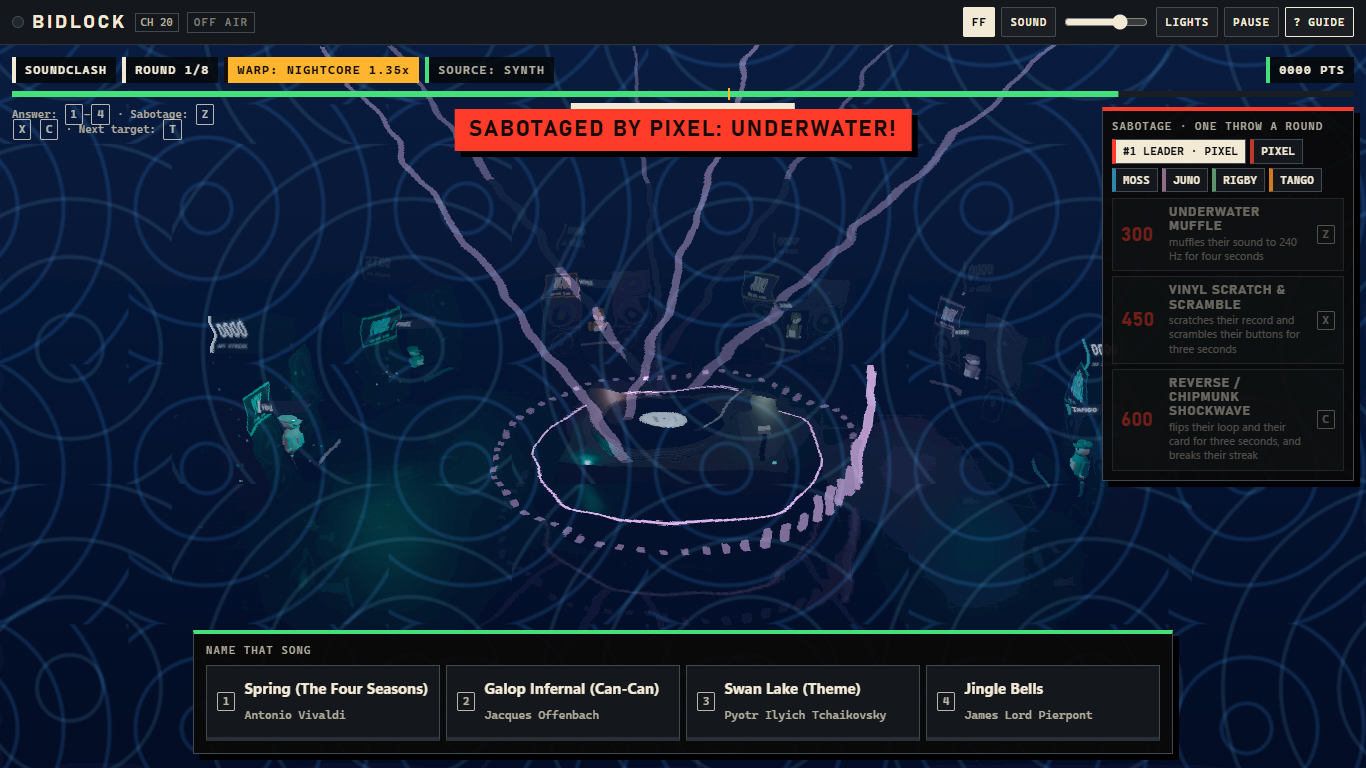 BIDLOCK CH 20 OFF AIR FF SOUND LIGHTS PAUSE ? GUIDE
SOUNDCLASH ROUND 1/8 WARP: NIGHTCORE 1.35x SOURCE: SYNTH 0000 PTS
Answer: 1 - 4 · Sabotage: Z
X C · Next target: T
SABOTAGED BY PIXEL: UNDERWATER!
SABOTAGE · ONE THROW A ROUND
#1 LEADER · PIXEL PIXEL
MOSS JUNO RIGBY TANGO
300 UNDERWATER
MUFFLE
muffles their sound to 240
Hz for four seconds
Z
450 VINYL SCRATCH &
SCRAMBLE
scratches their record and
scrambles their buttons for
three seconds
X
600 REVERSE /
CHIPMUNK
SHOCKWAVE
flips their loop and their
card for three seconds, and
breaks their streak
C
0000
YOU
TANGO
NAME THAT SONG
1 Spring (The Four Seasons)
Antonio Vivaldi
2 Galop Infernal (Can-Can)
Jacques Offenbach
3 Swan Lake (Theme)
Pyotr Ilyich Tchaikovsky
4 Jingle Bells
James Lord Pierpont